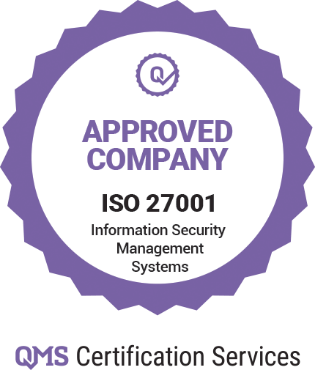 Q
APPROVED
COMPANY
ISO 27001
Information Security
Management
Systems
QMS Certification Services